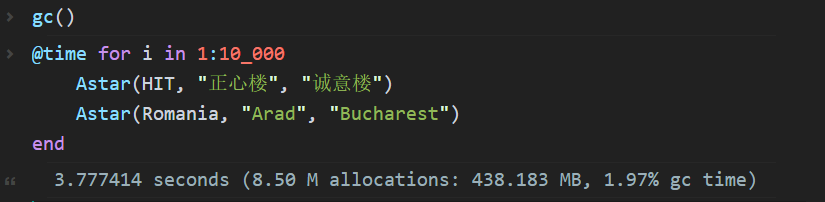 gc()
@time for i in 1:10_000
Astar(HIT, "正心楼", "诚意楼")
Astar(Romania, "Arad", "Bucharest")
end
3.777414 seconds (8.50 M allocations: 438.183 MB, 1.97% gc time)